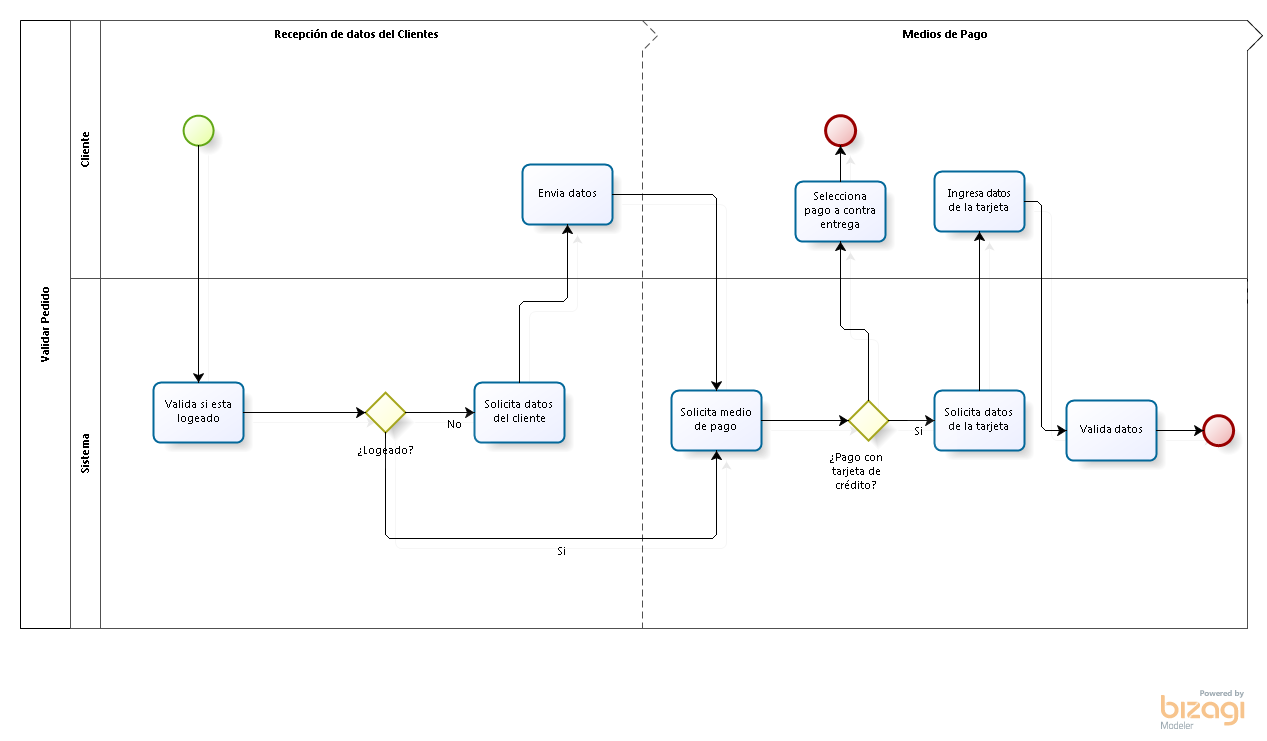 Recepción de datos del Clientes
Medios de Pago
Validar Pedido
Cliente
Envia datos
Selecciona
pago a contra
entrega
Ingresa datos
de la tarjeta
Sistema
Valida si esta
logeado
¿Logeado?
No
Si
Solicita datos
del cliente
Solicita medio
de pago
¿Pago con
tarjeta de
crédito?
Si
Solicita datos
de la tarjeta
Valida datos
Powered by
bizagi
Modeler